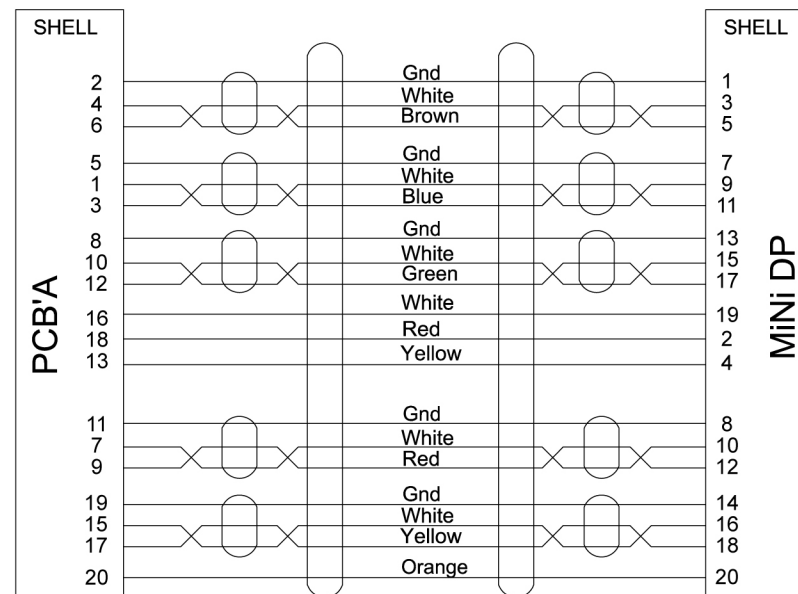 SHELL SHELL
2 Gnd 1
4 White 3
6 Brown 5
5 Gnd 7
1 White 9
3 Blue 11
8 Gnd 13
10 White 15
12 Green 17
16 White 19
18 Red 2
13 Yellow 4
PCB'A
MiNi DP
11 Gnd 8
7 White 10
9 Red 12
19 Gnd 14
15 White 16
17 Yellow 18
20 Orange 20